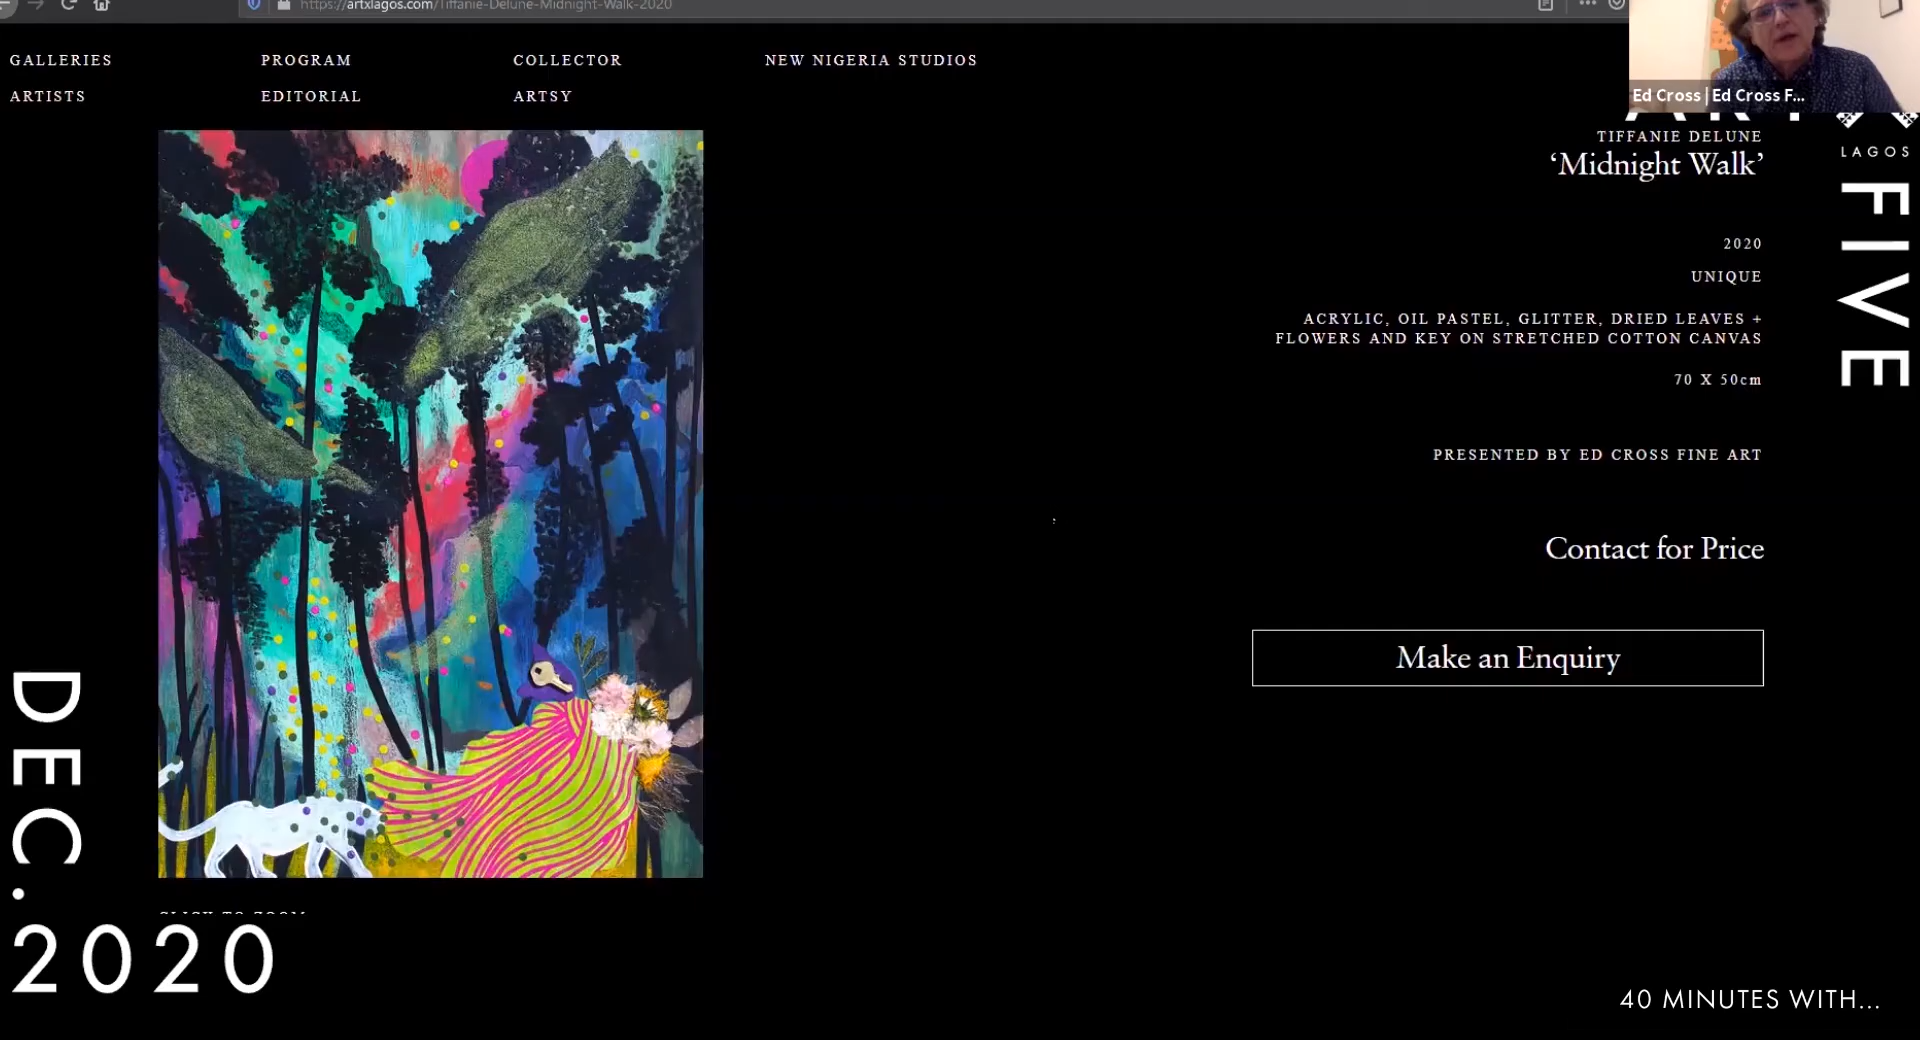 https://artxlagos.com/Tiffanie-Delune-Midnight-Walk-2020
GALLERIES
PROGRAM
COLLECTOR
NEW NIGERIA STUDIOS
ARTISTS
EDITORIAL
ARTSY
Ed Cross | Ed Cross F...
LAGOS
FIVE
TIFFANIE DELUNE
‘Midnight Walk’
2020
UNIQUE
ACRYLIC, OIL PASTEL, GLITTER, DRIED LEAVES +
FLOWERS AND KEY ON STRETCHED COTTON CANVAS
70 X 50cm
PRESENTED BY ED CROSS FINE ART
Contact for Price
Make an Enquiry
CLICK TO ZOOM
DEC.
2020
40 MINUTES WITH...